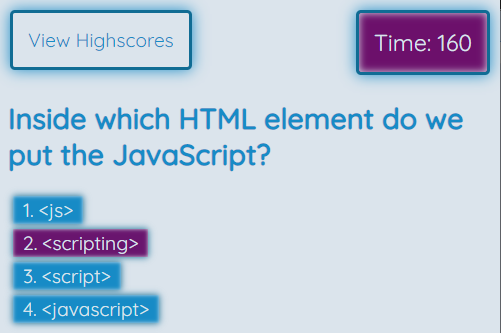 View Highscores
Time: 160
Inside which HTML element do we
put the JavaScript?
1. <js>
2. <scripting>
3. <script>
4. <javascript>